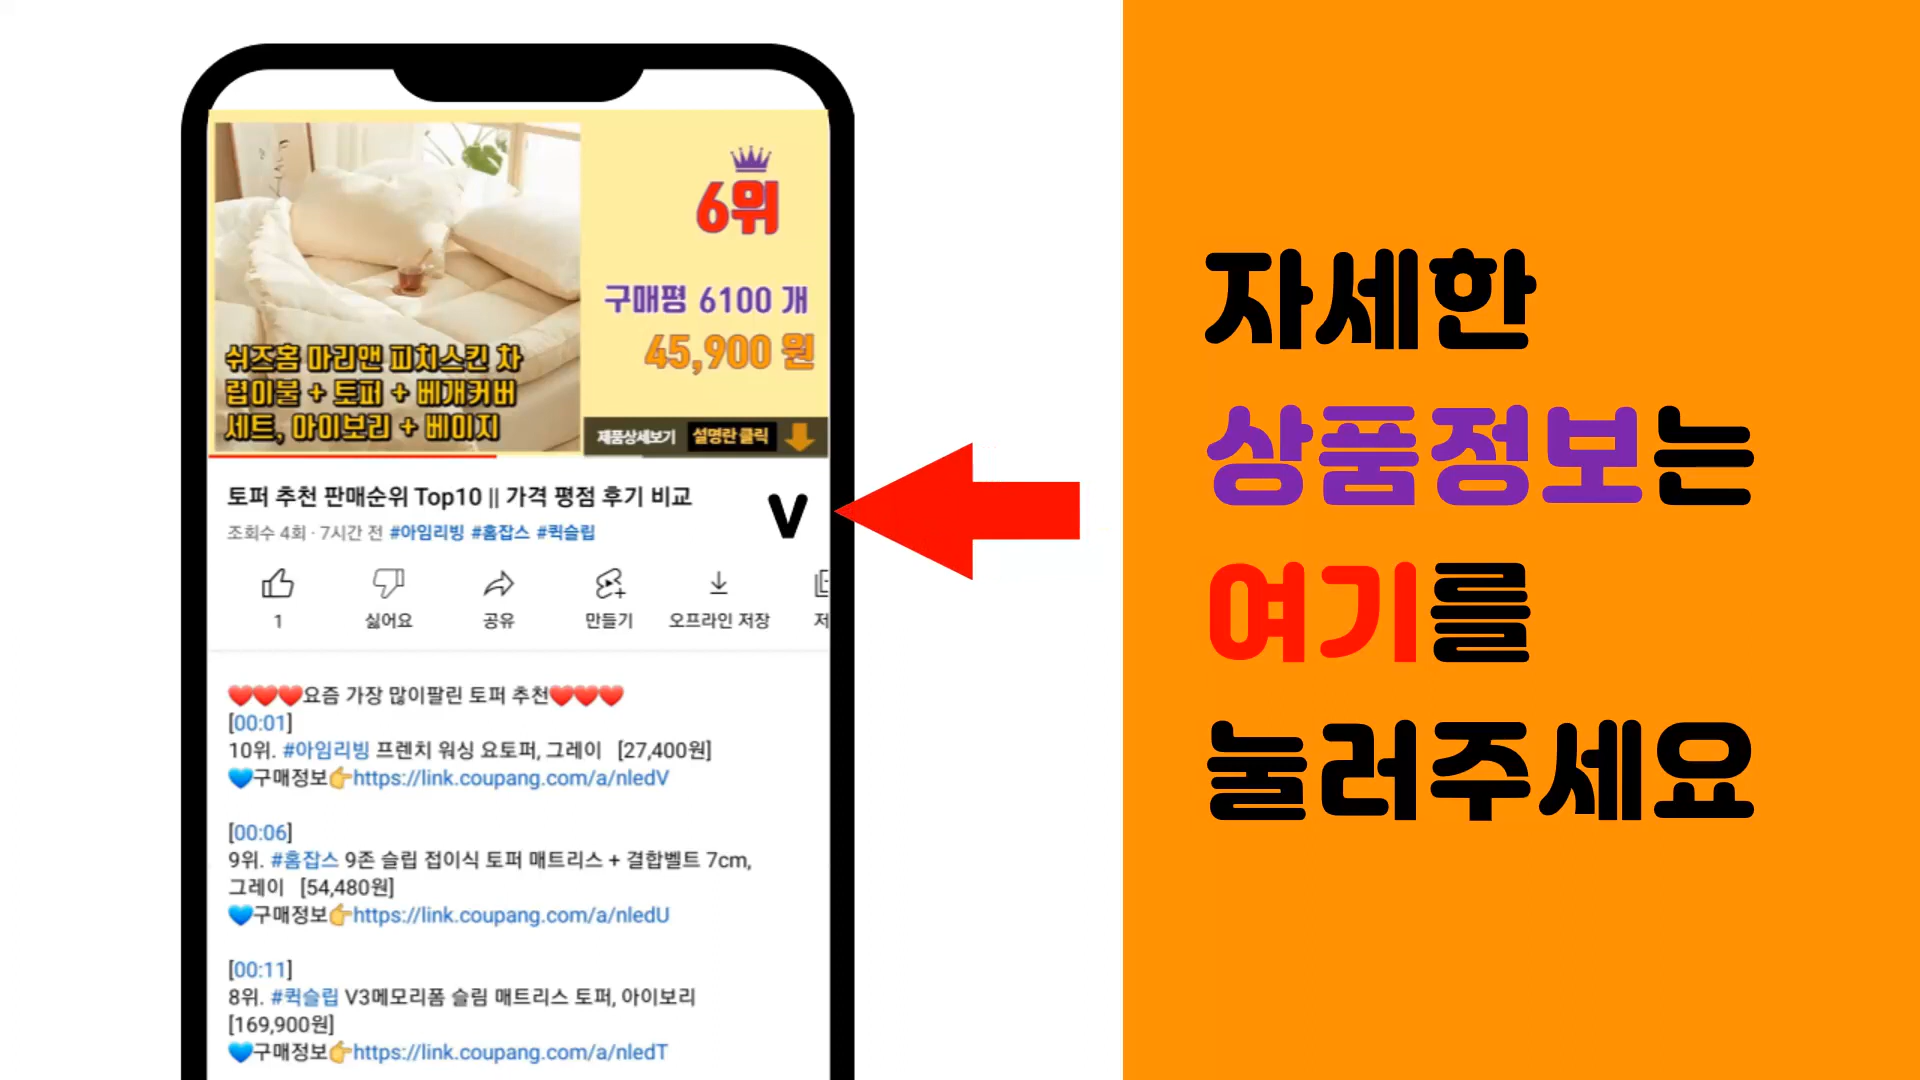 6위
구매평 6100 개
45,900 원
쉬즈홈 마리앤 피치스킨 차
렵이불 + 토퍼 + 베개커버
세트, 아이보리 + 베이지
제품상세보기 설명란 클릭
토퍼 추천 판매순위 Top10 || 가격 평점 후기 비교
V
조회수 4회 · 7시간 전 #아임리빙 #홈잡스 #퀵슬립
1 싫어요 공유 만들기 오프라인 저장 저
❤️❤️❤️요즘 가장 많이팔린 토퍼 추천❤️❤️❤️
[00:01]
10위. #아임리빙 프렌치 워싱 요토퍼, 그레이 [27,400원]
💙구매정보👉https://link.coupang.com/a/nledV
[00:06]
9위. #홈잡스 9존 슬립 접이식 토퍼 매트리스 + 결합벨트 7cm,
그레이 [54,480원]
💙구매정보👉https://link.coupang.com/a/nledU
[00:11]
8위. #퀵슬립 V3메모리폼 슬림 매트리스 토퍼, 아이보리
[169,900원]
💙구매정보👉https://link.coupang.com/a/nledT
자세한
상품정보는
여기를
눌러주세요